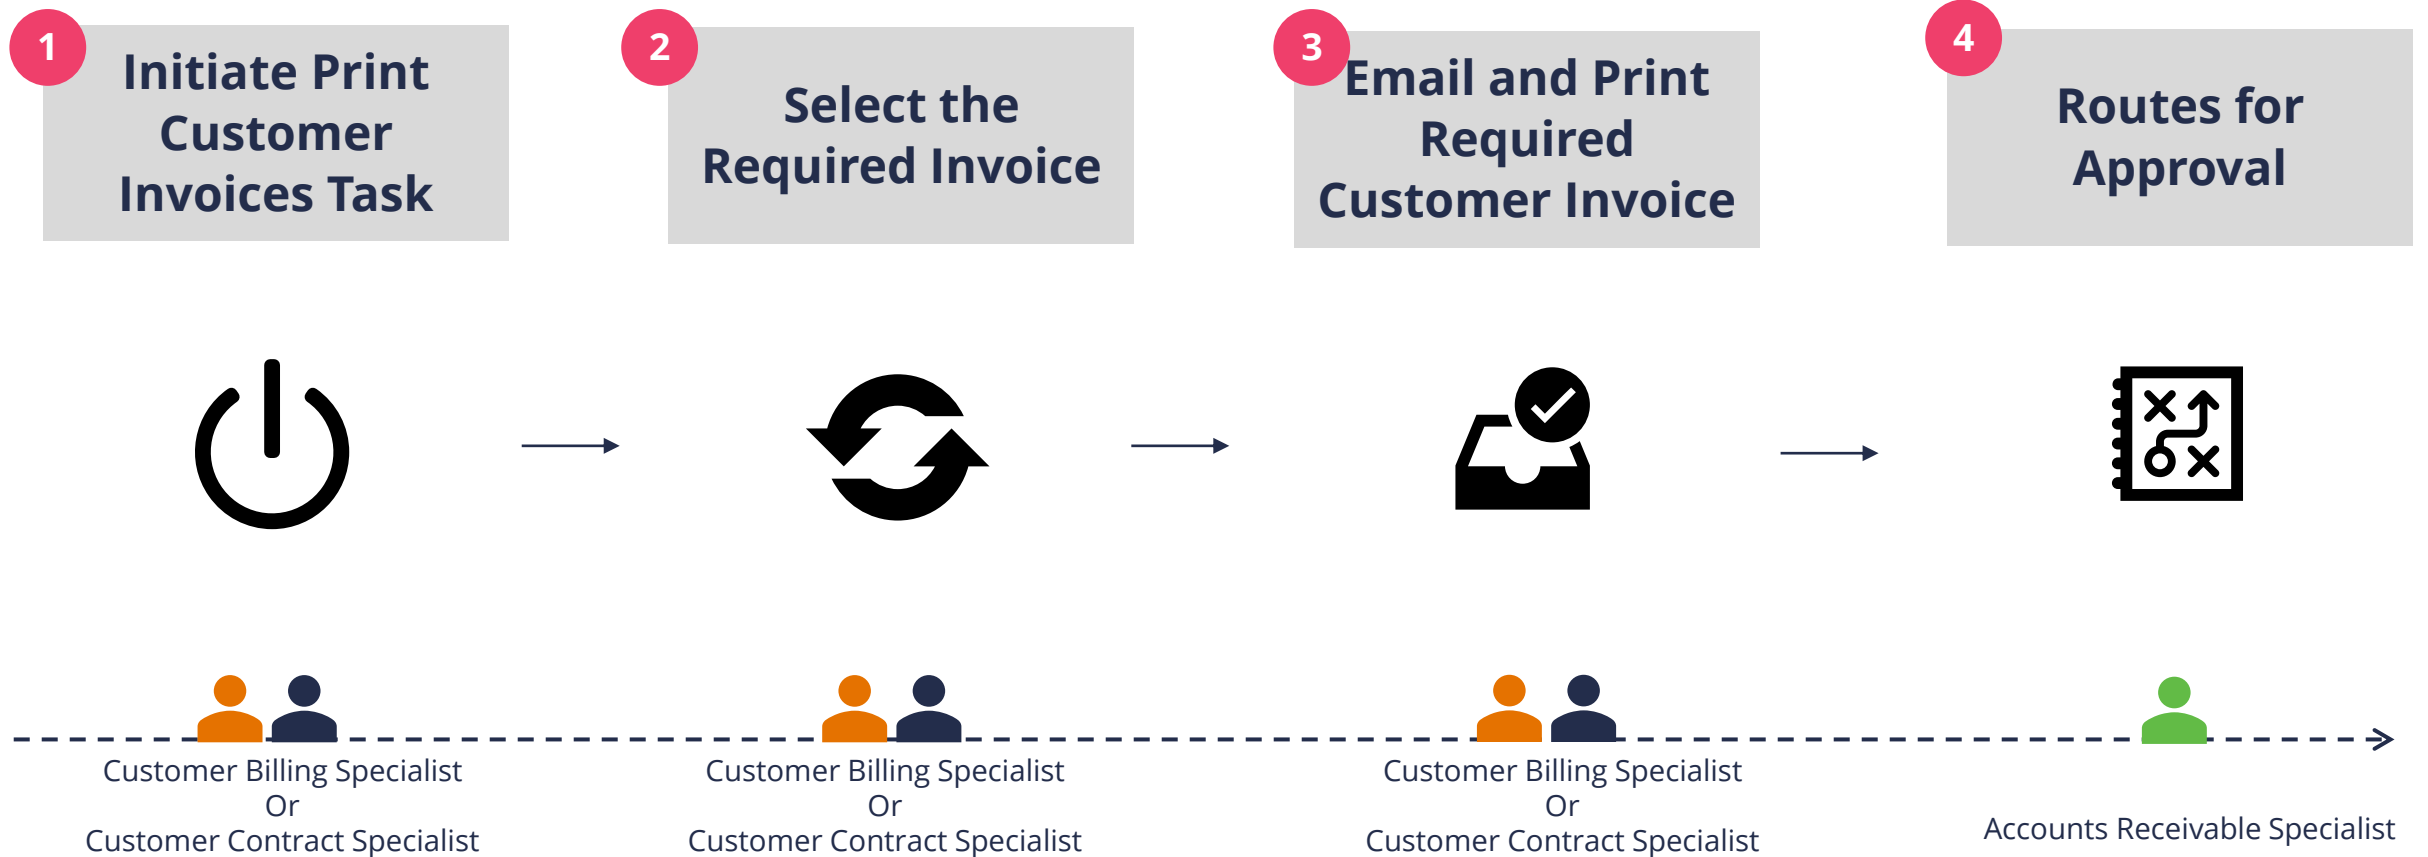 1
Initiate Print
Customer
Invoices Task
2
Select the
Required Invoice
3
Email and Print
Required
Customer Invoice
4
Routes for
Approval
Customer Billing Specialist
Or
Customer Contract Specialist
Customer Billing Specialist
Or
Customer Contract Specialist
Customer Billing Specialist
Or
Customer Contract Specialist
Accounts Receivable Specialist